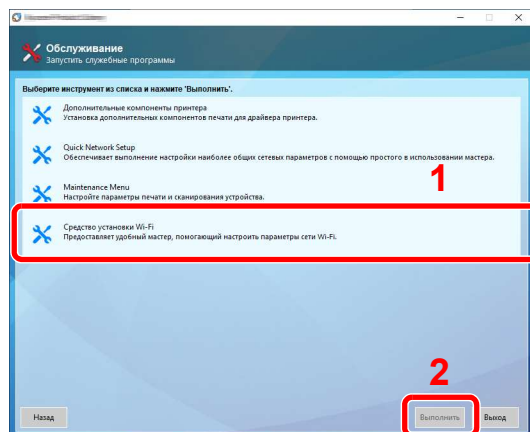 Обслуживание
Запустить служебные программы
Выберите инструмент из списка и нажмите 'Выполнить'.
Дополнительные компоненты принтера
Установка дополнительных компонентов печати для драйвера принтера.
Quick Network Setup
Обеспечивает выполнение настройки наиболее общих сетевых параметров с помощью простого в использовании мастера.
1
Maintenance Menu
Настройте параметры печати и сканирования устройства.
Средство установки Wi-Fi
Предоставляет удобный мастер, помогающий настроить параметры сети Wi-Fi.
2
Назад
Выполнить
Выход